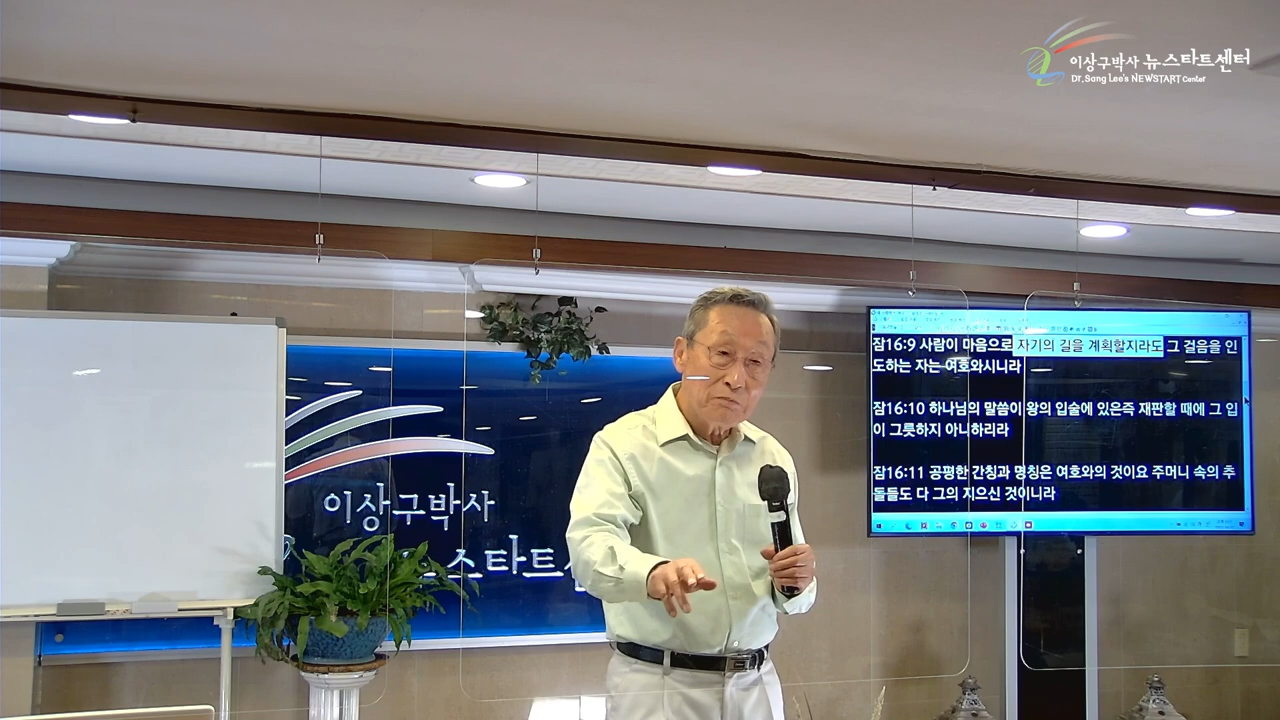 이상구박사 뉴스타트센터
Dr. Sang Lee's NEWSTART Center
잠16:9 사람이 마음으로 자기의 길을 계획할지라도 그 걸음을 인
도하는 자는 여호와시니라
잠16:10 하나님의 말씀이 왕의 입술에 있은즉 재판할 때에 그 입
이 그릇하지 아니하리라
잠16:11 공평한 간칭과 명칭은 여호와의 것이요 주머니 속의 추
돌들도 다 그의 지으신 것이니라
이상구박사
스타트